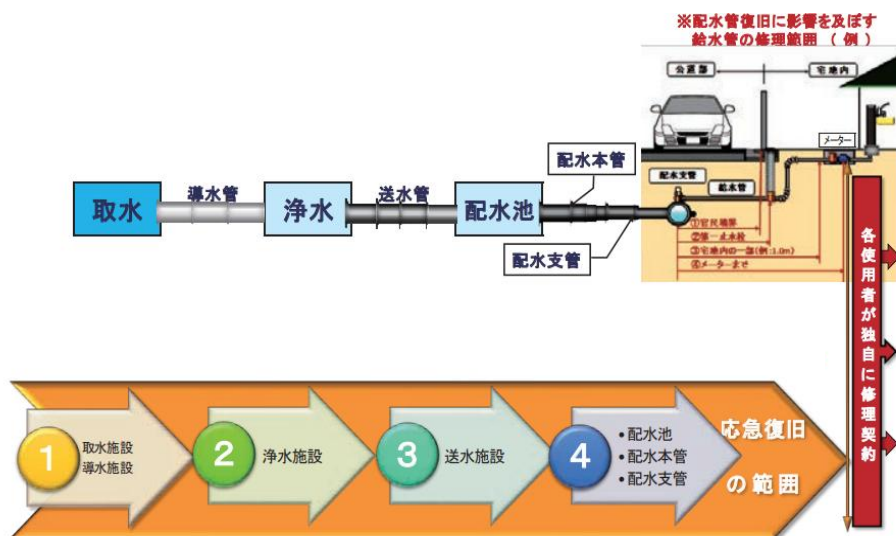 ※配水管復旧に影響を及ぼす
給水管の修理範囲 （ 例 ）
公道部
宅地内
メーター
配水支管
給水管
①官民境界
②第一止水栓
③宅地内の一部(例:1.0m)
④メーターまで
取水
導水管
浄水
送水管
配水池
配水本管
配水支管
各使用者が独自に修理契約
1
取水施設
導水施設
2
浄水施設
3
送水施設
4
•配水池
•配水本管
•配水支管
応急復旧
の範囲